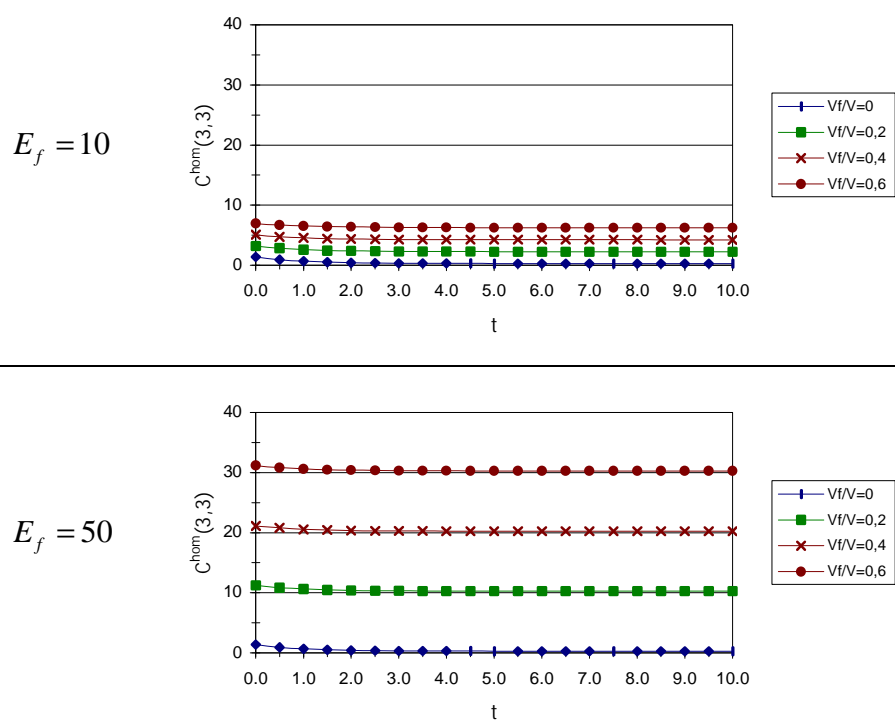 E_f = 10
C^hom(3,3)
40
30
20
10
0
0.0 1.0 2.0 3.0 4.0 5.0 6.0 7.0 8.0 9.0 10.0
t
Vf/V=0
Vf/V=0,2
Vf/V=0,4
Vf/V=0,6
E_f = 50
C^hom(3,3)
40
30
20
10
0
0.0 1.0 2.0 3.0 4.0 5.0 6.0 7.0 8.0 9.0 10.0
t
Vf/V=0
Vf/V=0,2
Vf/V=0,4
Vf/V=0,6